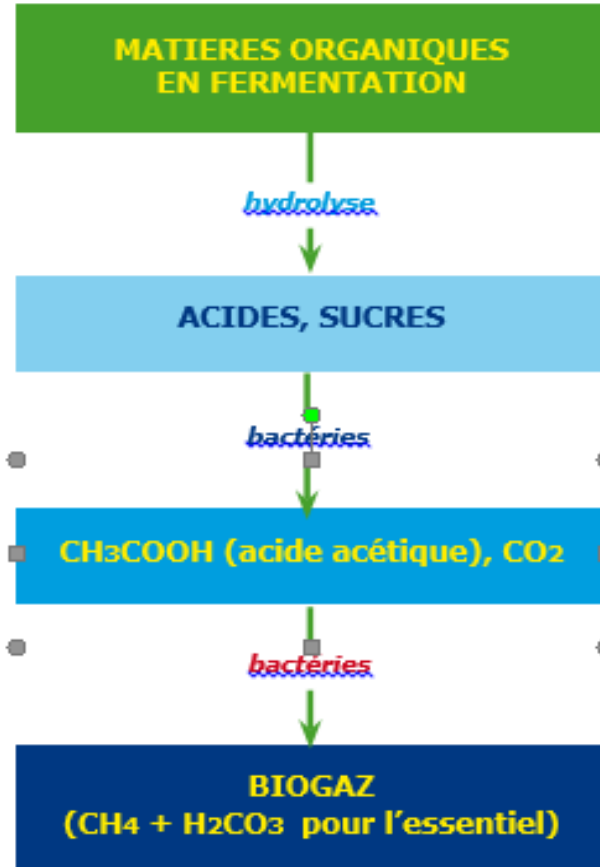 MATIERES ORGANIQUES
EN FERMENTATION
hydrolyse
ACIDES, SUCRES
bactéries
CH3COOH (acide acétique), CO2
bactéries
BIOGAZ
(CH4 + H2CO3 pour l'essentiel)